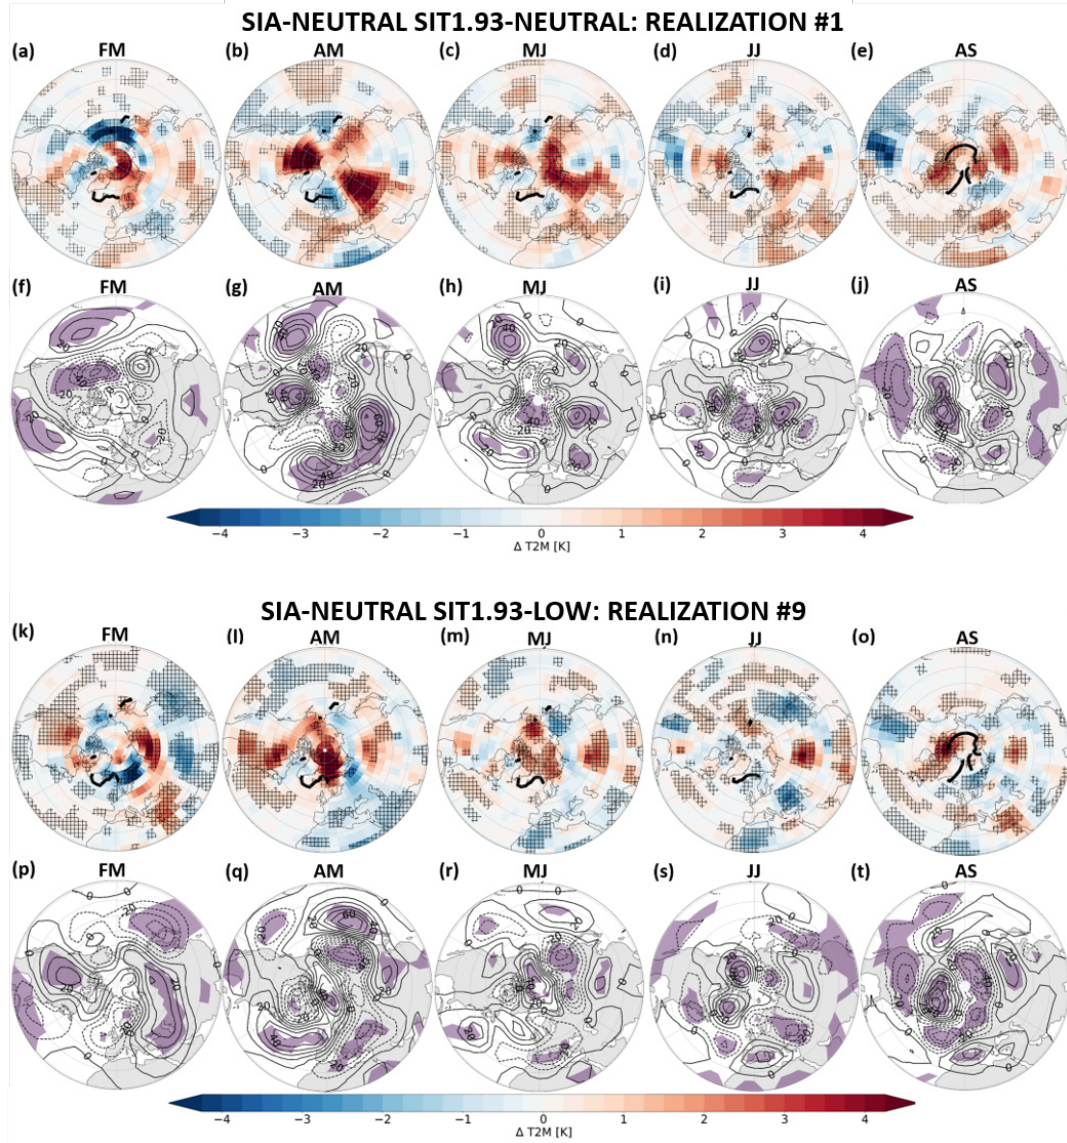 SIA-NEUTRAL SIT1.93-NEUTRAL: REALIZATION #1
(a) FM (b) AM (c) MJ (d) JJ (e) AS
(f) FM (g) AM (h) MJ (i) JJ (j) AS
−4 −3 −2 −1 0 1 2 3 4
Δ T2M [K]
SIA-NEUTRAL SIT1.93-LOW: REALIZATION #9
(k) FM (l) AM (m) MJ (n) JJ (o) AS
(p) FM (q) AM (r) MJ (s) JJ (t) AS
−4 −3 −2 −1 0 1 2 3 4
Δ T2M [K]